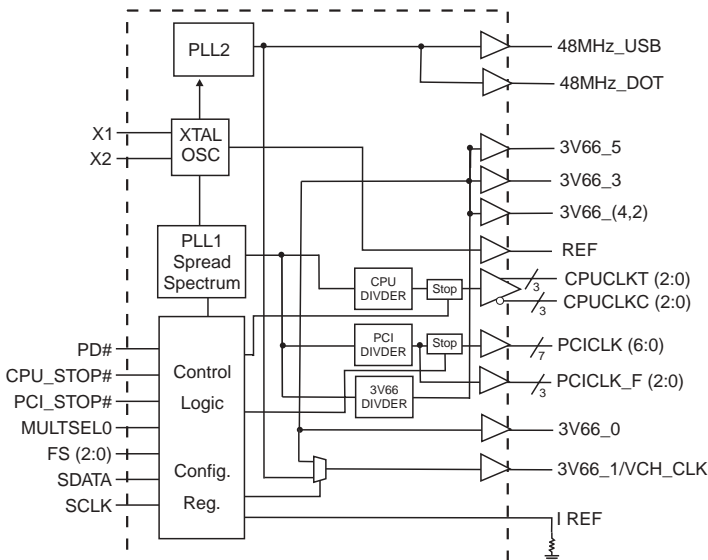 PLL2
48MHz_USB
48MHz_DOT
X1
X2
XTAL
OSC
3V66_5
3V66_3
3V66_(4,2)
REF
PLL1
Spread
Spectrum
CPU
DIVDER
Stop
3
CPUCLKT (2:0)
3
CPUCLKC (2:0)
PCI
DIVDER
Stop
7
PCICLK (6:0)
3
PCICLK_F (2:0)
3V66
DIVDER
PD#
CPU_STOP#
PCI_STOP#
MULTSEL0
FS (2:0)
SDATA
SCLK
Control
Logic
Config.
Reg.
3V66_0
3V66_1/VCH_CLK
I REF